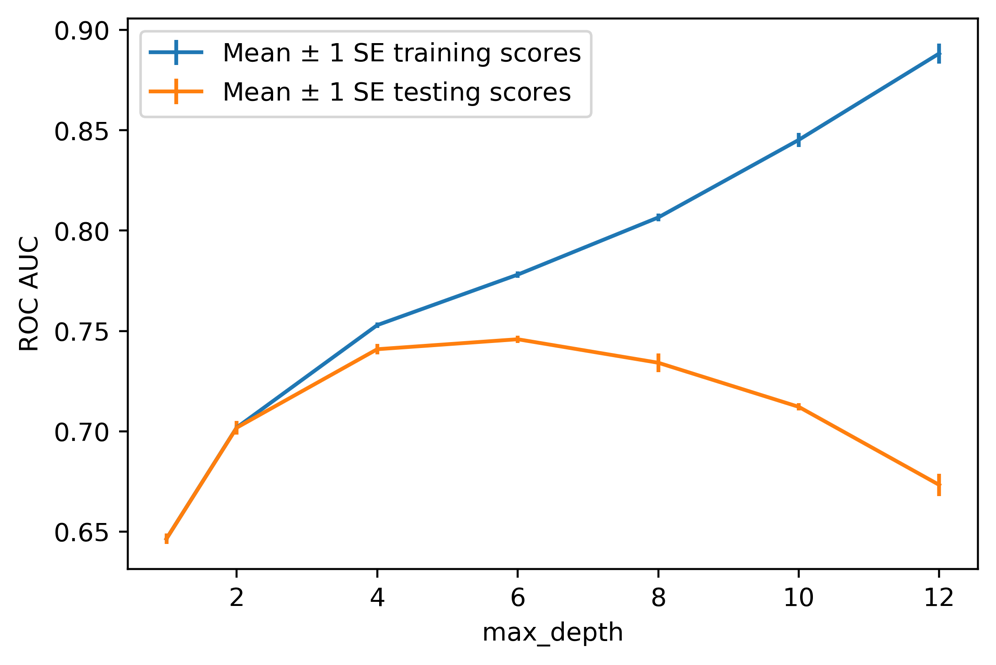 0.90
0.85
0.80
0.75
0.70
0.65
ROC AUC
Mean ± 1 SE training scores
Mean ± 1 SE testing scores
2 4 6 8 10 12
max_depth